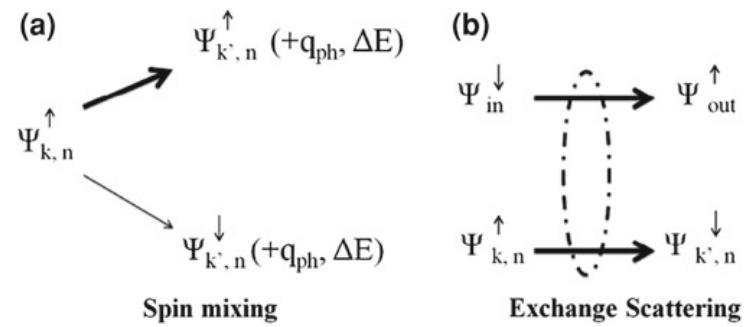 (a)
Ψ↑k', n (+qph, ΔE)
Ψ↑k, n
Ψ↓k', n (+qph, ΔE)
Spin mixing
(b)
Ψ↓in Ψ↑out
Ψ↑k, n Ψ↓k', n
Exchange Scattering